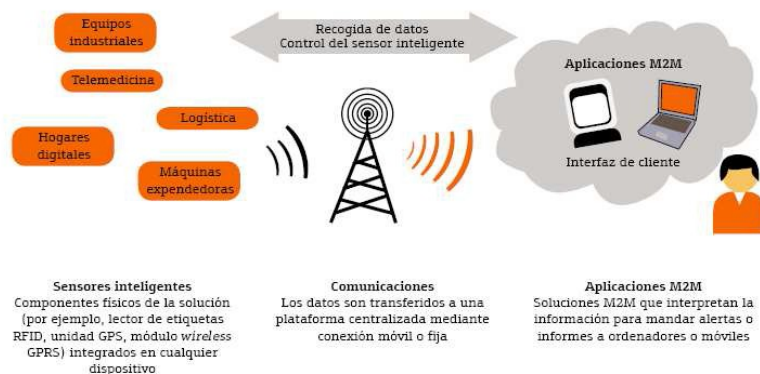 Equipos
industriales
Telemedicina
Logística
Hogares
digitales
Máquinas
expendedoras
Recogida de datos
Control del sensor inteligente
Aplicaciones M2M
Interfaz de cliente
Sensores inteligentes
Componentes físicos de la solución
(por ejemplo, lector de etiquetas
RFID, unidad GPS, módulo wireless
GPRS) integrados en cualquier
dispositivo
Comunicaciones
Los datos son transferidos a una
plataforma centralizada mediante
conexión móvil o fija
Aplicaciones M2M
Soluciones M2M que interpretan la
información para mandar alertas o
informes a ordenadores o móviles